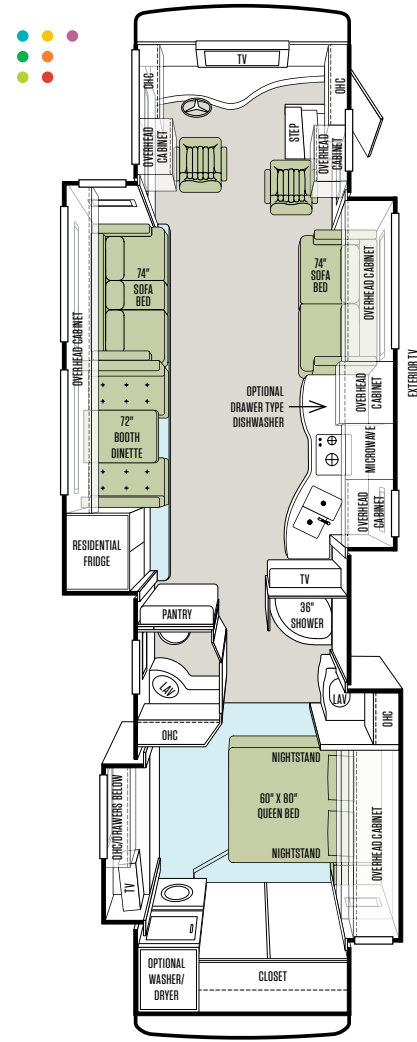 TV
OHC
OHC
OVERHEAD
CABINET
STEP
OVERHEAD
CABINET
74"
SOFA
BED
74"
SOFA
BED
OVERHEAD CABINET
OVERHEAD CABINET
EXTERIOR TV
OPTIONAL
DRAWER TYPE
DISHWASHER
OVERHEAD
CABINET
72"
BOOTH
DINETTE
MICROWAVE
OVERHEAD
CABINET
RESIDENTIAL
FRIDGE
TV
PANTRY
36"
SHOWER
LAV
LAV
OHC
OHC
NIGHTSTAND
60" X 80"
QUEEN BED
NIGHTSTAND
OHC/DRAWERS BELOW
OVERHEAD CABINET
TV
OPTIONAL
WASHER/
DRYER
CLOSET